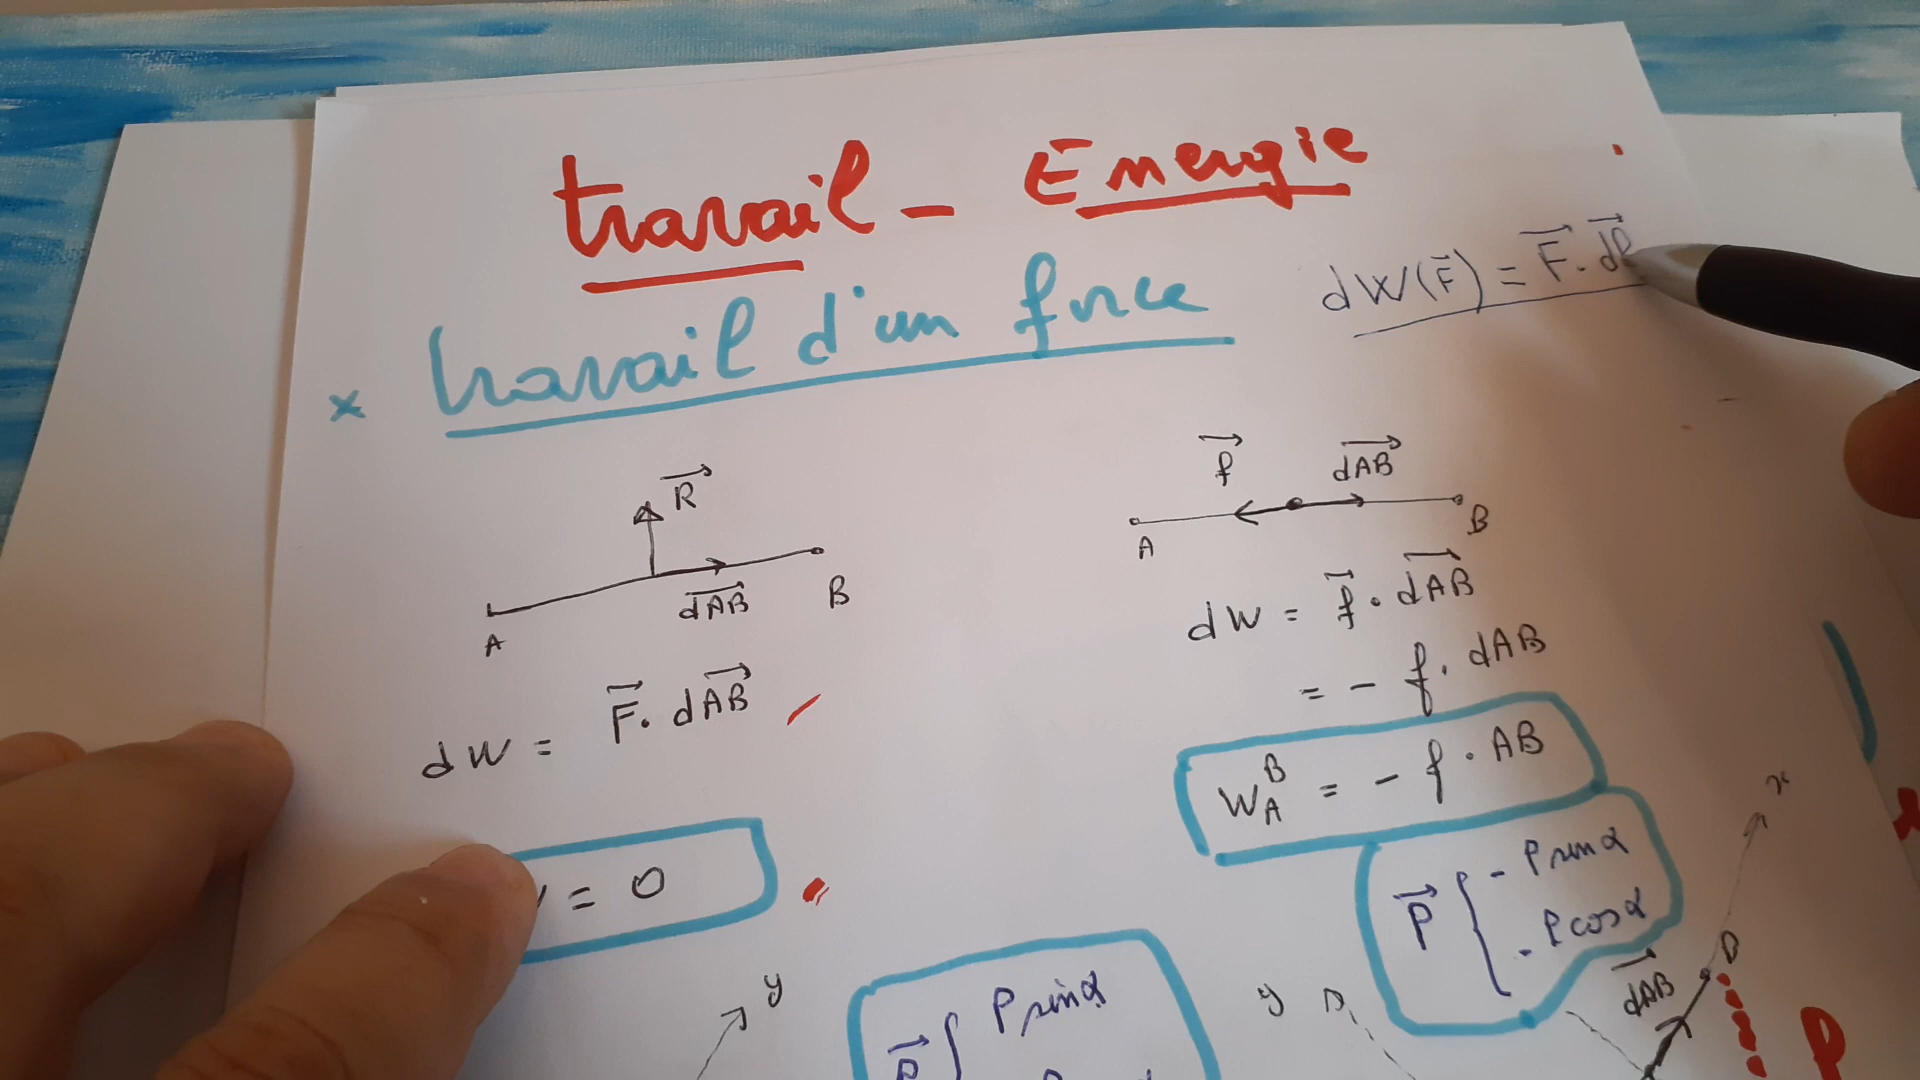 travail - Energie
dW(F⃗) = F⃗.
× travail d'un force
R⃗
dAB⃗
A
B
dW = F⃗. dAB⃗
= 0
f⃗
dAB⃗
A
B
dW = f⃗ . dAB⃗
= - f. dAB
W_A^B = - f . AB
P⃗ { - P sin α
- P cos α
x
y
P⃗ { P sin α
y
dAB⃗
B